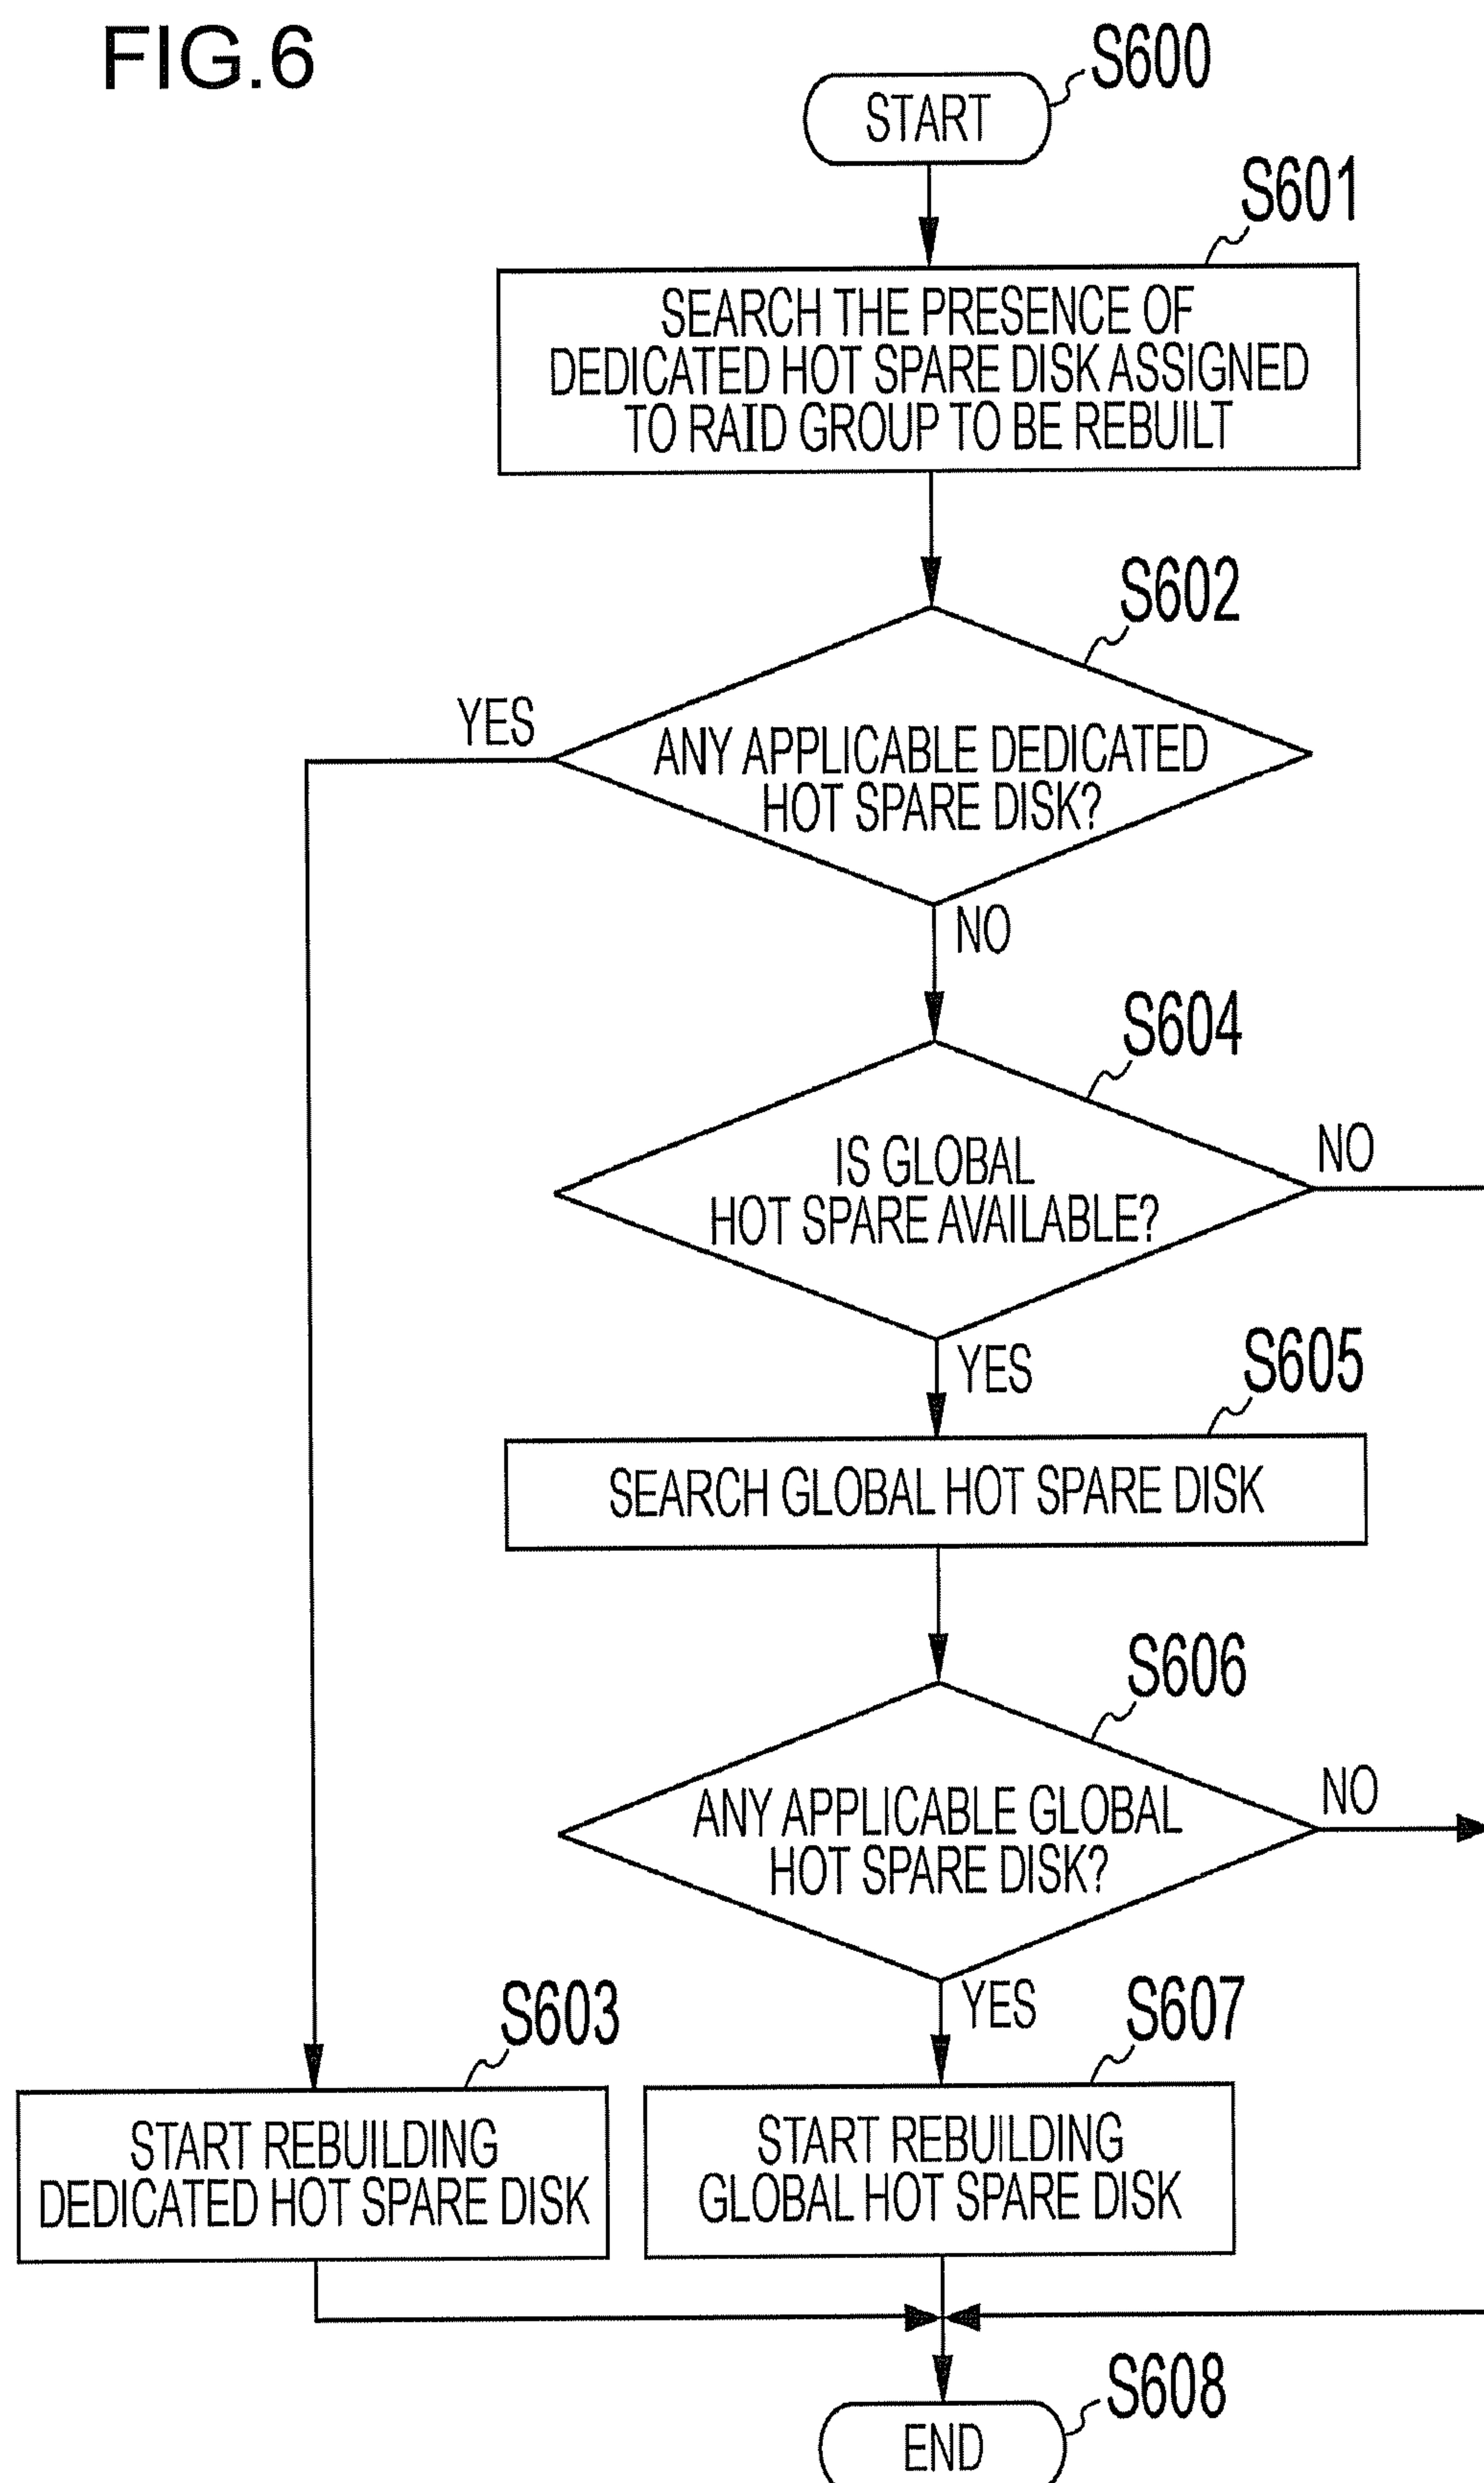 FIG.6
START
S600
S601
SEARCH THE PRESENCE OF
DEDICATED HOT SPARE DISK ASSIGNED
TO RAID GROUP TO BE REBUILT
S602
YES
ANY APPLICABLE DEDICATED
HOT SPARE DISK?
NO
S604
IS GLOBAL
HOT SPARE AVAILABLE?
NO
YES
S605
SEARCH GLOBAL HOT SPARE DISK
S606
ANY APPLICABLE GLOBAL
HOT SPARE DISK?
NO
YES
S603
START REBUILDING
DEDICATED HOT SPARE DISK
S607
START REBUILDING
GLOBAL HOT SPARE DISK
S608
END